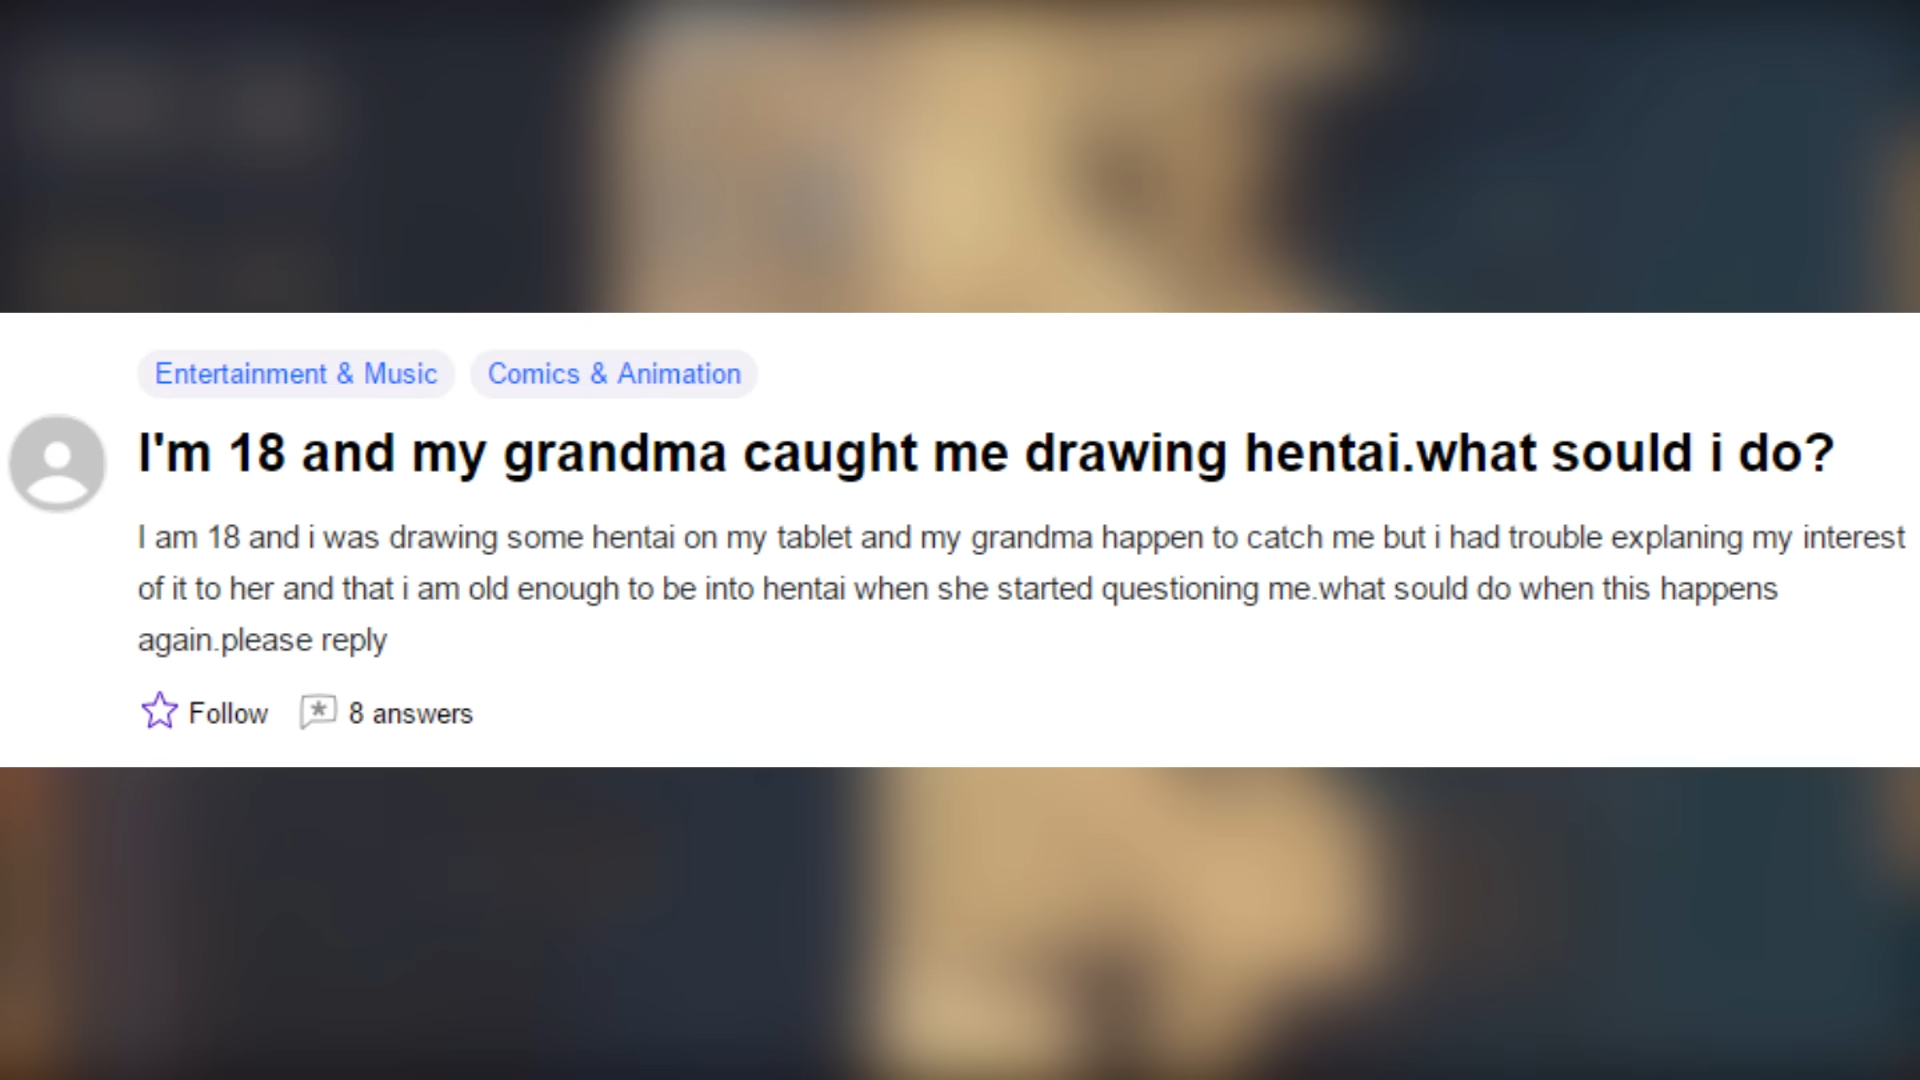 Entertainment & Music Comics & Animation
I'm 18 and my grandma caught me drawing hentai.what sould i do?
I am 18 and i was drawing some hentai on my tablet and my grandma happen to catch me but i had trouble explaning my interest
of it to her and that i am old enough to be into hentai when she started questioning me.what sould do when this happens
again.please reply
Follow 8 answers